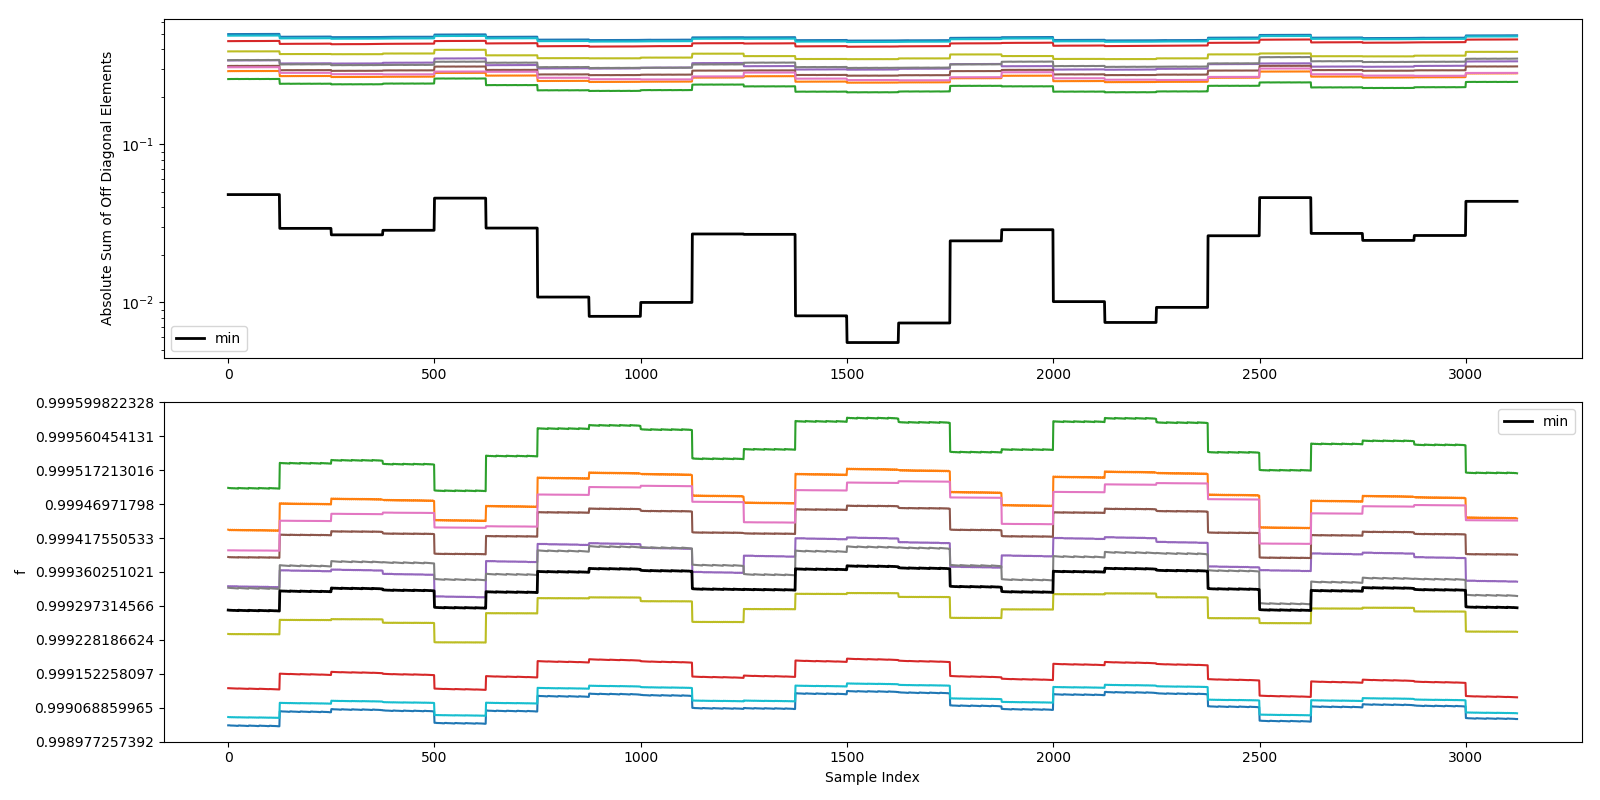 Absolute Sum of Off Diagonal Elements
10⁻¹
10⁻²
min
0 500 1000 1500 2000 2500 3000
f
0.999599822328
0.999560454131
0.999517213016
0.99946971798
0.999417550533
0.999360251021
0.999297314566
0.999228186624
0.999152258097
0.999068859965
0.998977257392
min
0 500 1000 1500 2000 2500 3000
Sample Index